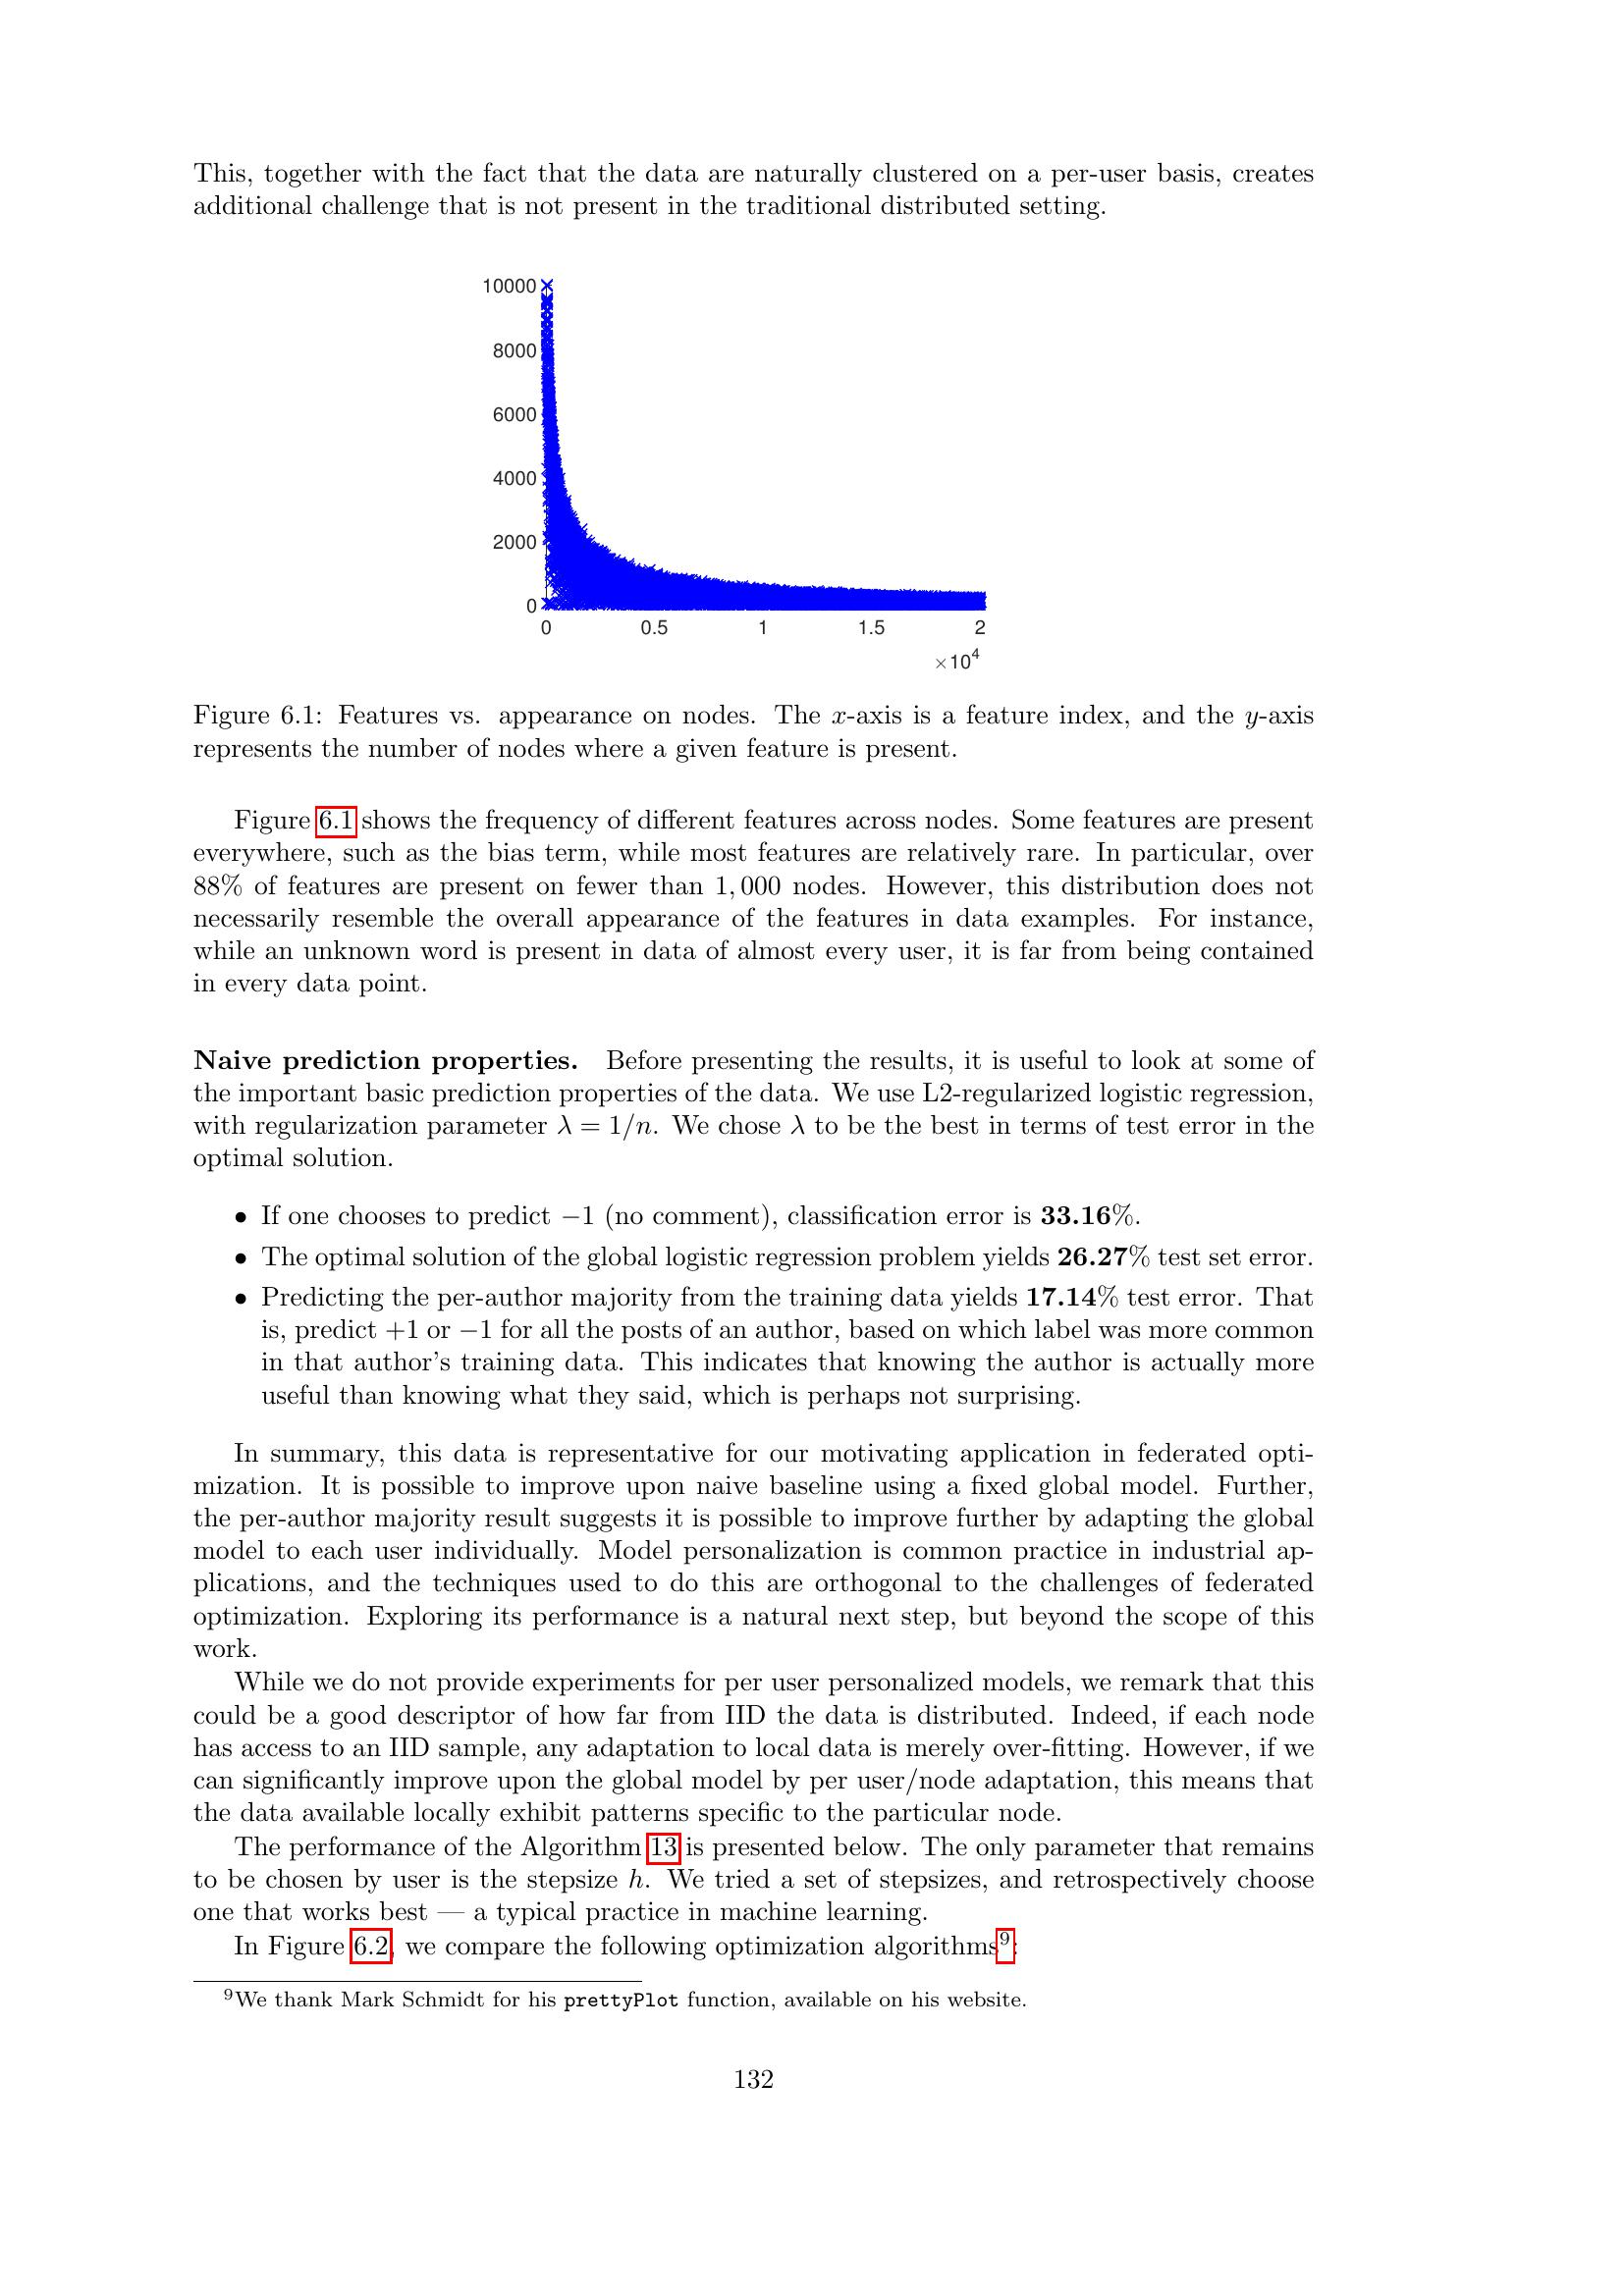 This, together with the fact that the data are naturally clustered on a per-user basis, creates
additional challenge that is not present in the traditional distributed setting.
10000
8000
6000
4000
2000
0
0 0.5 1 1.5 2
×10⁴
Figure 6.1: Features vs. appearance on nodes. The x-axis is a feature index, and the y-axis
represents the number of nodes where a given feature is present.
Figure 6.1 shows the frequency of different features across nodes. Some features are present
everywhere, such as the bias term, while most features are relatively rare. In particular, over
88% of features are present on fewer than 1,000 nodes. However, this distribution does not
necessarily resemble the overall appearance of the features in data examples. For instance,
while an unknown word is present in data of almost every user, it is far from being contained
in every data point.
Naive prediction properties. Before presenting the results, it is useful to look at some of
the important basic prediction properties of the data. We use L2-regularized logistic regression,
with regularization parameter λ = 1/n. We chose λ to be the best in terms of test error in the
optimal solution.
• If one chooses to predict −1 (no comment), classification error is 33.16%.
• The optimal solution of the global logistic regression problem yields 26.27% test set error.
• Predicting the per-author majority from the training data yields 17.14% test error. That
is, predict +1 or −1 for all the posts of an author, based on which label was more common
in that author's training data. This indicates that knowing the author is actually more
useful than knowing what they said, which is perhaps not surprising.
In summary, this data is representative for our motivating application in federated opti-
mization. It is possible to improve upon naive baseline using a fixed global model. Further,
the per-author majority result suggests it is possible to improve further by adapting the global
model to each user individually. Model personalization is common practice in industrial ap-
plications, and the techniques used to do this are orthogonal to the challenges of federated
optimization. Exploring its performance is a natural next step, but beyond the scope of this
work.
While we do not provide experiments for per user personalized models, we remark that this
could be a good descriptor of how far from IID the data is distributed. Indeed, if each node
has access to an IID sample, any adaptation to local data is merely over-fitting. However, if we
can significantly improve upon the global model by per user/node adaptation, this means that
the data available locally exhibit patterns specific to the particular node.
The performance of the Algorithm 13 is presented below. The only parameter that remains
to be chosen by user is the stepsize h. We tried a set of stepsizes, and retrospectively choose
one that works best — a typical practice in machine learning.
In Figure 6.2, we compare the following optimization algorithms⁹:
⁹We thank Mark Schmidt for his prettyPlot function, available on his website.
132